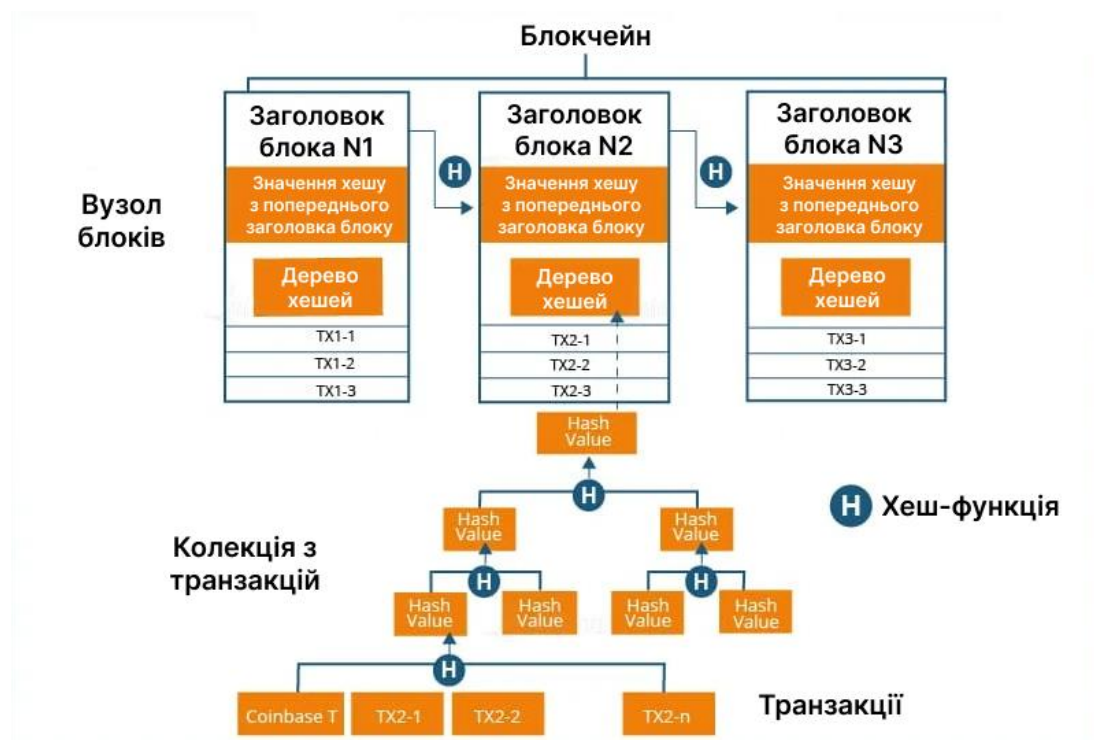 Блокчейн
Заголовок
блока N1
Заголовок
блока N2
Заголовок
блока N3
Значення хешу
з попереднього
заголовка блоку
H
Значення хешу
з попереднього
заголовка блоку
H
Значення хешу
з попереднього
заголовка блоку
Вузол
блоків
Дерево
хешей
Дерево
хешей
Дерево
хешей
TX1-1
TX2-1
TX3-1
TX1-2
TX2-2
TX3-2
TX1-3
TX2-3
TX3-3
Hash
Value
H
H Хеш-функція
Hash
Value
Hash
Value
Колекція з
транзакцій
H
H
Hash
Value
Hash
Value
Hash
Value
Hash
Value
H
Coinbase T
TX2-1
TX2-2
TX2-n
Транзакції